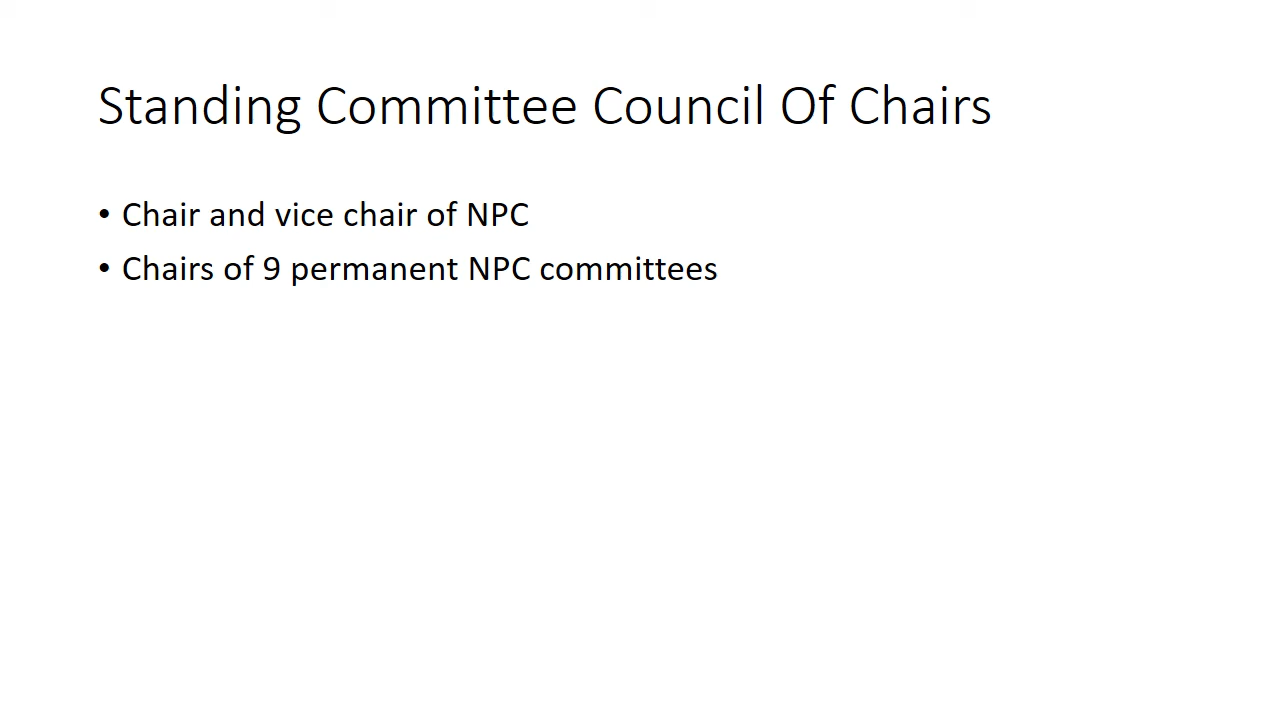 Standing Committee Council Of Chairs
• Chair and vice chair of NPC
• Chairs of 9 permanent NPC committees